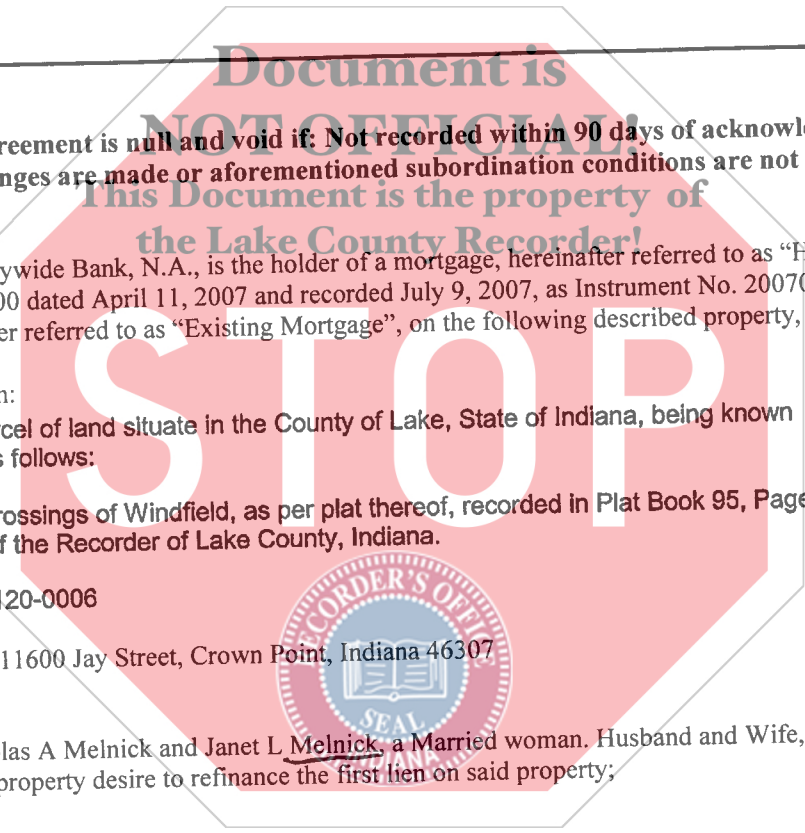 Document is
NOT OFFICIAL!
This Document is the property of
the Lake County Recorder!
reement is null and void if: Not recorded within 90 days of acknowl
nges are made or aforementioned subordination conditions are not
ywide Bank, N.A., is the holder of a mortgage, hereinafter referred to as “H
00 dated April 11, 2007 and recorded July 9, 2007, as Instrument No. 20070
er referred to as “Existing Mortgage”, on the following described property,
n:
rcel of land situate in the County of Lake, State of Indiana, being known
s follows:
rossings of Windfield, as per plat thereof, recorded in Plat Book 95, Page
f the Recorder of Lake County, Indiana.
120-0006
11600 Jay Street, Crown Point, Indiana 46307
las A Melnick and Janet L Melnick, a Married woman. Husband and Wife,
property desire to refinance the first lien on said property;
STOP
RECORDER'S OFFICE
SEAL
INDIANA